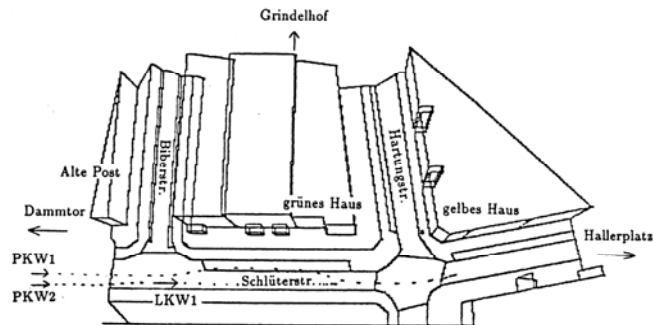 Grindelhof
Alte Post
Biberstr.
Hartungstr.
grünes Haus
gelbes Haus
Dammtor
Hallerplatz
PKW1
Schlüterstr.
PKW2
LKW1